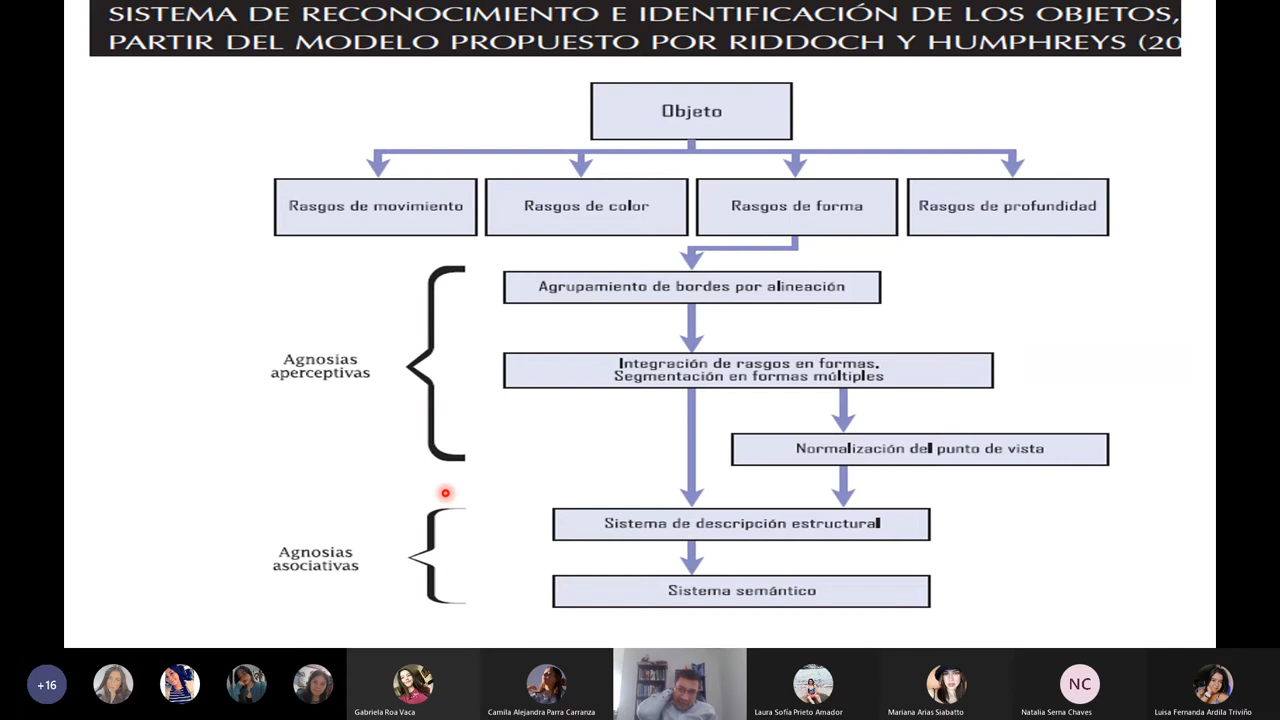 SISTEMA DE RECONOCIMIENTO E IDENTIFICACIÓN DE LOS OBJETOS,
PARTIR DEL MODELO PROPUESTO POR RIDDOCH Y HUMPHREYS (20
Objeto
Rasgos de movimiento
Rasgos de color
Rasgos de forma
Rasgos de profundidad
Agrupamiento de bordes por alineación
Agnosias
aperceptivas
Integración de rasgos en formas.
Segmentación en formas múltiples
Normalización del punto de vista
Sistema de descripción estructural
Agnosias
asociativas
Sistema semántico
+16
Gabriela Roa Vaca
Camila Alejandra Parra Carranza
Laura Sofía Prieto Amador
Mariana Arias Siabatto
NC
Natalia Serna Chaves
Luisa Fernanda Ardila Triviño